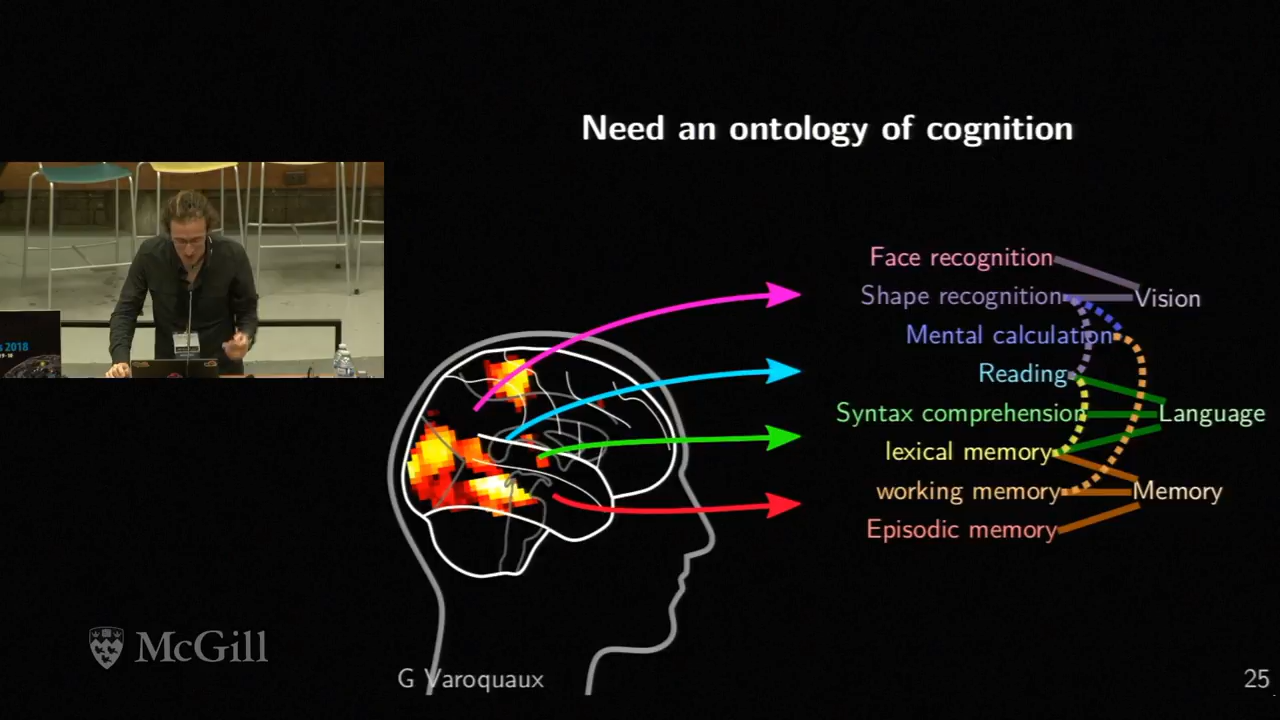 Need an ontology of cognition
s 2018
Face recognition
Shape recognition
Vision
Mental calculation
Reading
Syntax comprehension
Language
lexical memory
working memory
Memory
Episodic memory
McGill
G Varoquaux
25